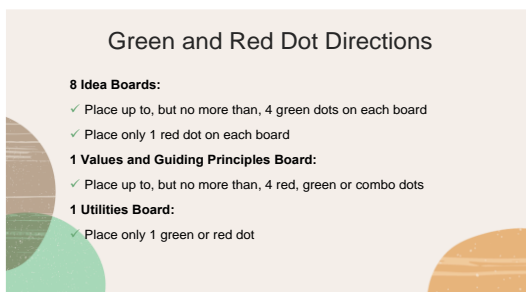 Green and Red Dot Directions
8 Idea Boards:
✓ Place up to, but no more than, 4 green dots on each board
✓ Place only 1 red dot on each board
1 Values and Guiding Principles Board:
✓ Place up to, but no more than, 4 red, green or combo dots
1 Utilities Board:
✓ Place only 1 green or red dot